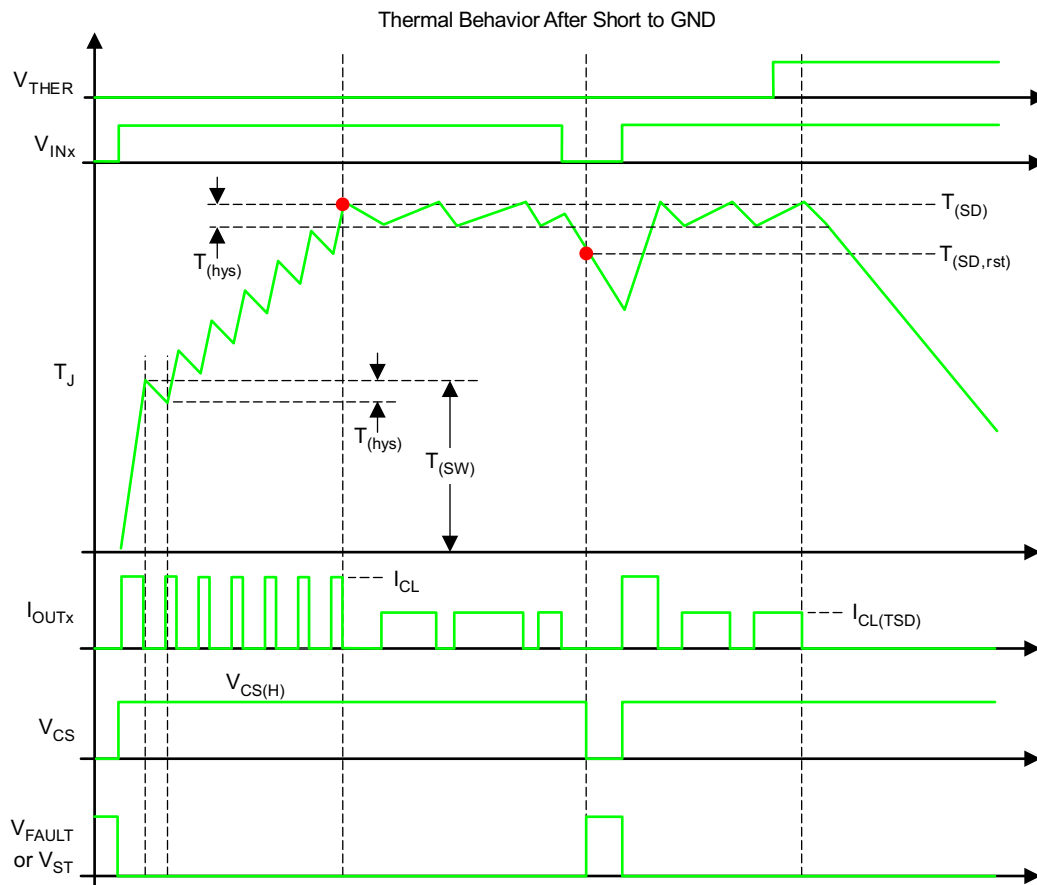 Thermal Behavior After Short to GND
V_THER
V_INx
T_(SD)
T_(hys)
T_(SD,rst)
T_J
T_(hys)
T_(SW)
I_CL
I_OUTx
I_CL(TSD)
V_CS(H)
V_CS
V_FAULT
or V_ST